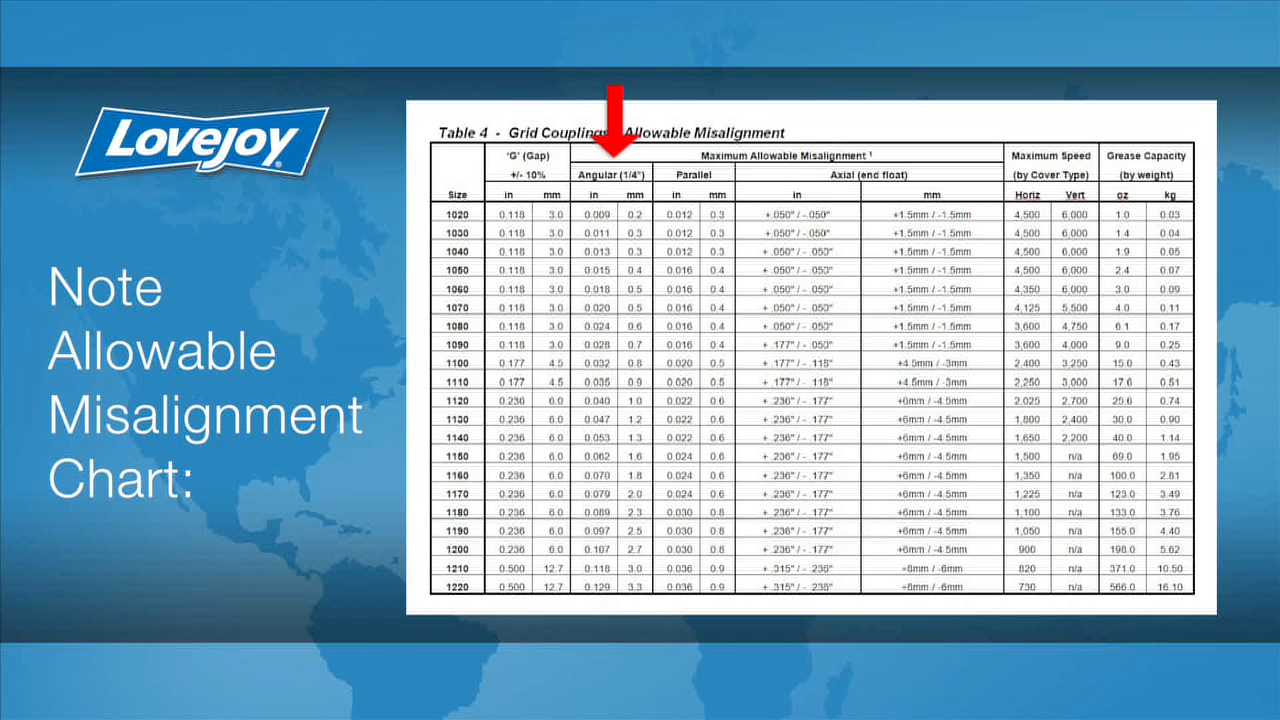 Lovejoy®
Note
Allowable
Misalignment
Chart:
Table 4 - Grid Couplings Allowable Misalignment
'G' (Gap) Maximum Allowable Misalignment ¹ Maximum Speed Grease Capacity
+/- 10% Angular (1/4°) Parallel Axial (end float) (by Cover Type) (by weight)
Size in mm in mm in mm in mm Horiz Vert oz kg
1020 0.118 3.0 0.009 0.2 0.012 0.3 +.050" / -.050" +1.5mm / -1.5mm 4,500 6,000 1.0 0.03
1030 0.118 3.0 0.011 0.3 0.012 0.3 +.050" / -.050" +1.5mm / -1.5mm 4,500 6,000 1.4 0.04
1040 0.118 3.0 0.013 0.3 0.012 0.3 +.050" / -.050" +1.5mm / -1.5mm 4,500 6,000 1.9 0.05
1050 0.118 3.0 0.015 0.4 0.016 0.4 +.050" / -.050" +1.5mm / -1.5mm 4,500 6,000 2.4 0.07
1060 0.118 3.0 0.018 0.5 0.016 0.4 +.050" / -.050" +1.5mm / -1.5mm 4,350 6,000 3.0 0.09
1070 0.118 3.0 0.020 0.5 0.016 0.4 +.050" / -.050" +1.5mm / -1.5mm 4,125 5,500 4.0 0.11
1080 0.118 3.0 0.024 0.6 0.016 0.4 +.050" / -.050" +1.5mm / -1.5mm 3,600 4,750 6.1 0.17
1090 0.118 3.0 0.028 0.7 0.016 0.4 +.177" / -.050" +1.5mm / -1.5mm 3,600 4,000 9.0 0.25
1100 0.177 4.5 0.032 0.8 0.020 0.5 +.177" / -.118" +4.5mm / -3mm 2,400 3,250 15.0 0.43
1110 0.177 4.5 0.035 0.9 0.020 0.5 +.177" / -.118" +4.5mm / -3mm 2,250 3,000 17.6 0.51
1120 0.236 6.0 0.040 1.0 0.022 0.6 +.236" / -.177" +6mm / -4.5mm 2,025 2,700 25.6 0.74
1130 0.236 6.0 0.047 1.2 0.022 0.6 +.236" / -.177" +6mm / -4.5mm 1,800 2,400 30.0 0.90
1140 0.236 6.0 0.053 1.3 0.022 0.6 +.236" / -.177" +6mm / -4.5mm 1,650 2,200 40.0 1.14
1150 0.236 6.0 0.062 1.6 0.024 0.6 +.236" / -.177" +6mm / -4.5mm 1,500 n/a 69.0 1.95
1160 0.236 6.0 0.070 1.8 0.024 0.6 +.236" / -.177" +6mm / -4.5mm 1,350 n/a 100.0 2.81
1170 0.236 6.0 0.079 2.0 0.024 0.6 +.236" / -.177" +6mm / -4.5mm 1,225 n/a 123.0 3.49
1180 0.236 6.0 0.089 2.3 0.030 0.8 +.236" / -.177" +6mm / -4.5mm 1,100 n/a 133.0 3.76
1190 0.236 6.0 0.097 2.5 0.030 0.8 +.236" / -.177" +6mm / -4.5mm 1,050 n/a 155.0 4.40
1200 0.236 6.0 0.107 2.7 0.030 0.8 +.236" / -.177" +6mm / -4.5mm 900 n/a 198.0 5.62
1210 0.500 12.7 0.118 3.0 0.036 0.9 +.315" / -.236" +8mm / -6mm 820 n/a 371.0 10.50
1220 0.500 12.7 0.129 3.3 0.036 0.9 +.315" / -.236" +8mm / -6mm 730 n/a 566.0 16.10